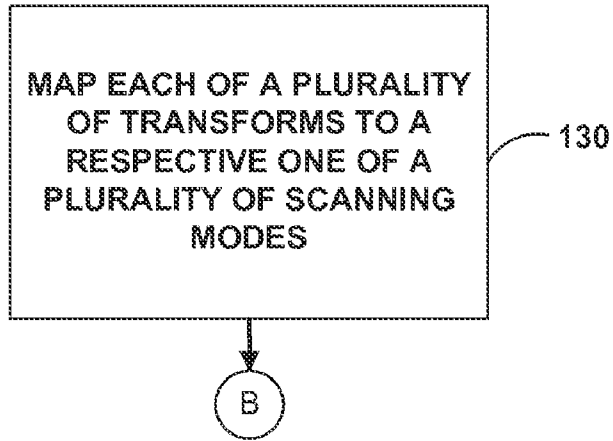 MAP EACH OF A PLURALITY
OF TRANSFORMS TO A
RESPECTIVE ONE OF A
PLURALITY OF SCANNING
MODES
130
B